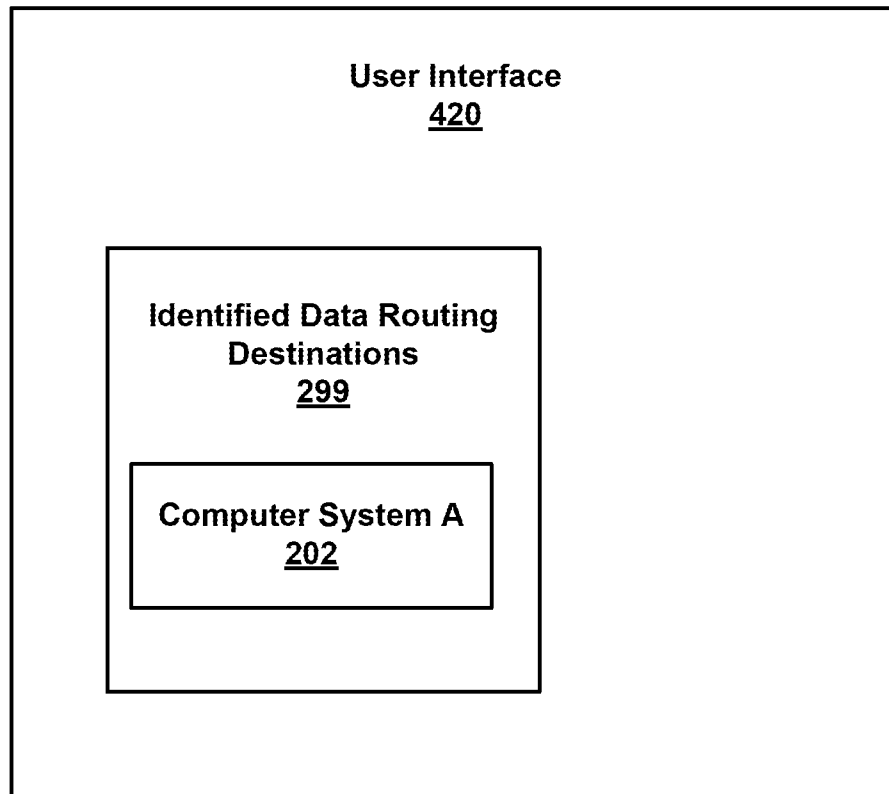 User Interface
420
Identified Data Routing
Destinations
299
Computer System A
202